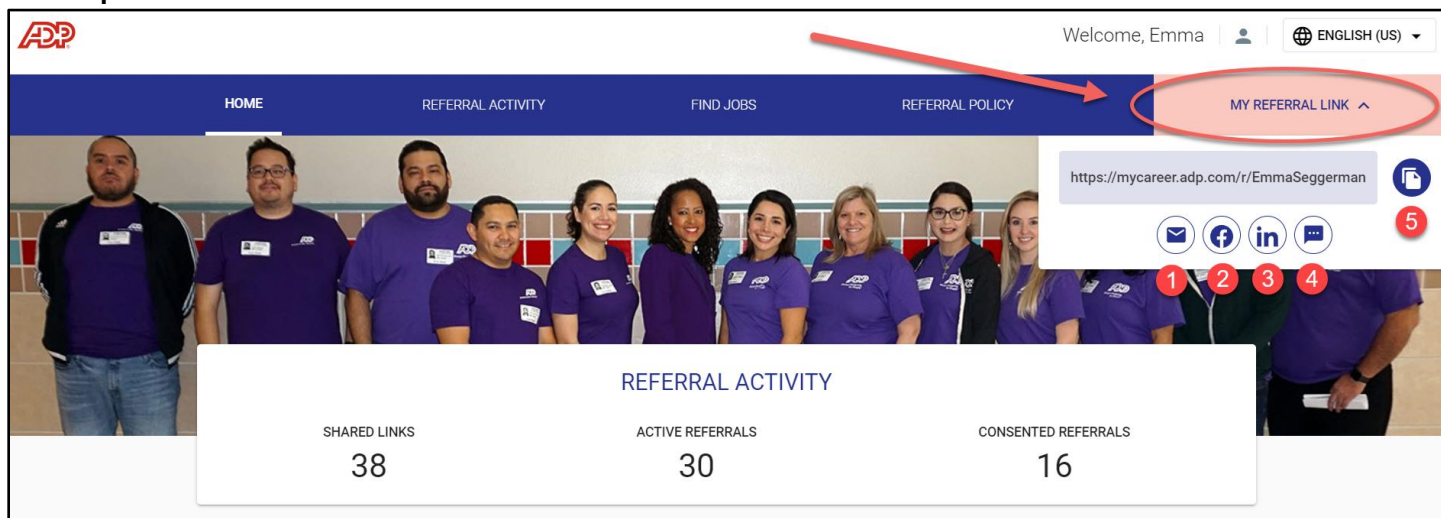 ADP
Welcome, Emma
ENGLISH (US)
HOME
REFERRAL ACTIVITY
FIND JOBS
REFERRAL POLICY
MY REFERRAL LINK
https://mycareer.adp.com/r/EmmaSeggerman
5
in
1 2 3 4
REFERRAL ACTIVITY
SHARED LINKS
ACTIVE REFERRALS
CONSENTED REFERRALS
38
30
16